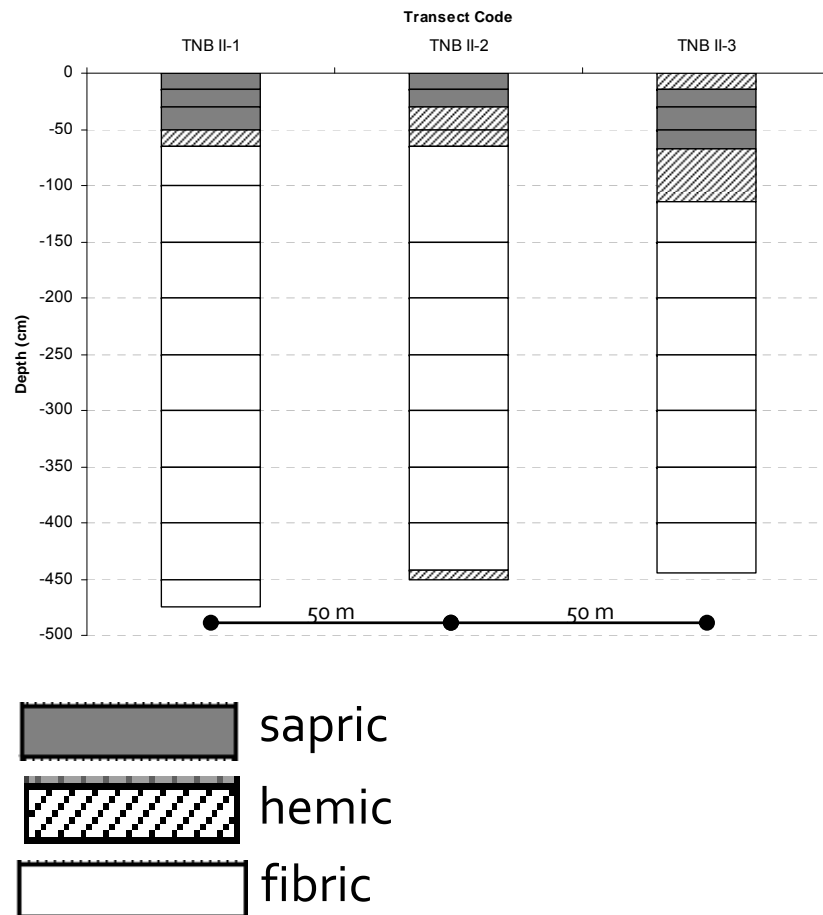 Transect Code
TNB II-1 TNB II-2 TNB II-3
0
-50
-100
-150
-200
-250
-300
-350
-400
-450
-500
Depth (cm)
50 m 50 m
sapric
hemic
fibric